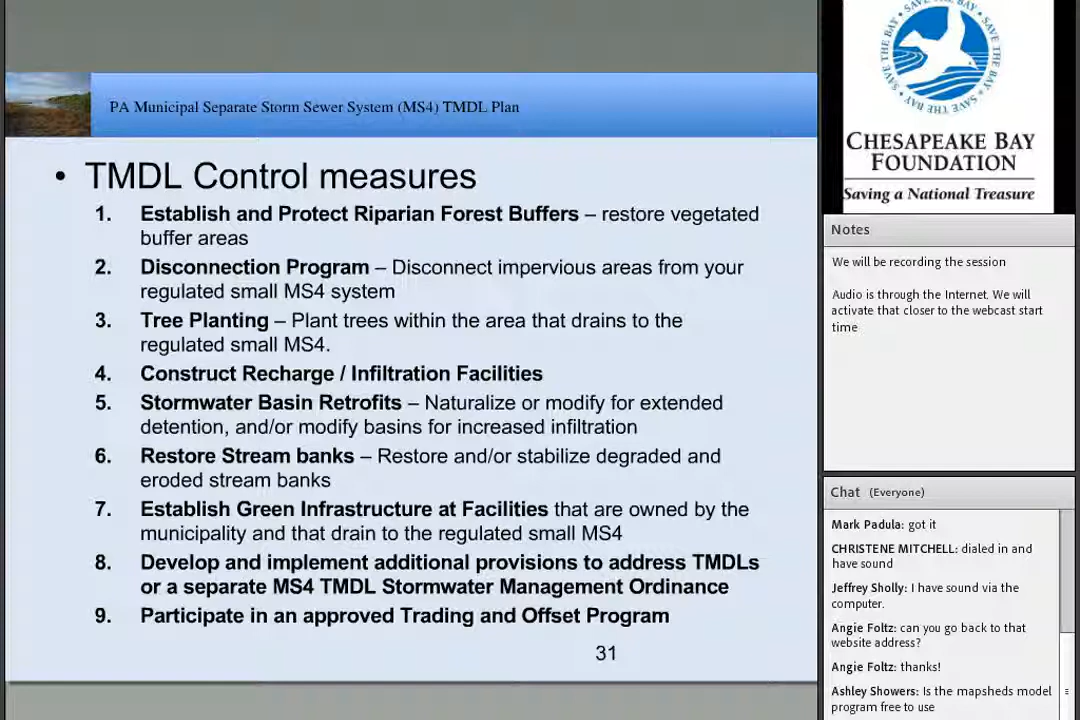 PA Municipal Separate Storm Sewer System (MS4) TMDL Plan
• TMDL Control measures
1. Establish and Protect Riparian Forest Buffers – restore vegetated
buffer areas
2. Disconnection Program – Disconnect impervious areas from your
regulated small MS4 system
3. Tree Planting – Plant trees within the area that drains to the
regulated small MS4.
4. Construct Recharge / Infiltration Facilities
5. Stormwater Basin Retrofits – Naturalize or modify for extended
detention, and/or modify basins for increased infiltration
6. Restore Stream banks – Restore and/or stabilize degraded and
eroded stream banks
7. Establish Green Infrastructure at Facilities that are owned by the
municipality and that drain to the regulated small MS4
8. Develop and implement additional provisions to address TMDLs
or a separate MS4 TMDL Stormwater Management Ordinance
9. Participate in an approved Trading and Offset Program
31
SAVE THE BAY SAVE THE BAY SAVE THE BAY
CHESAPEAKE BAY
FOUNDATION
Saving a National Treasure
Notes
We will be recording the session
Audio is through the Internet. We will
activate that closer to the webcast start
time
Chat (Everyone)
Mark Padula: got it
CHRISTENE MITCHELL: dialed in and
have sound
Jeffrey Sholly: I have sound via the
computer.
Angie Foltz: can you go back to that
website address?
Angie Foltz: thanks!
Ashley Showers: Is the mapsheds model
program free to use